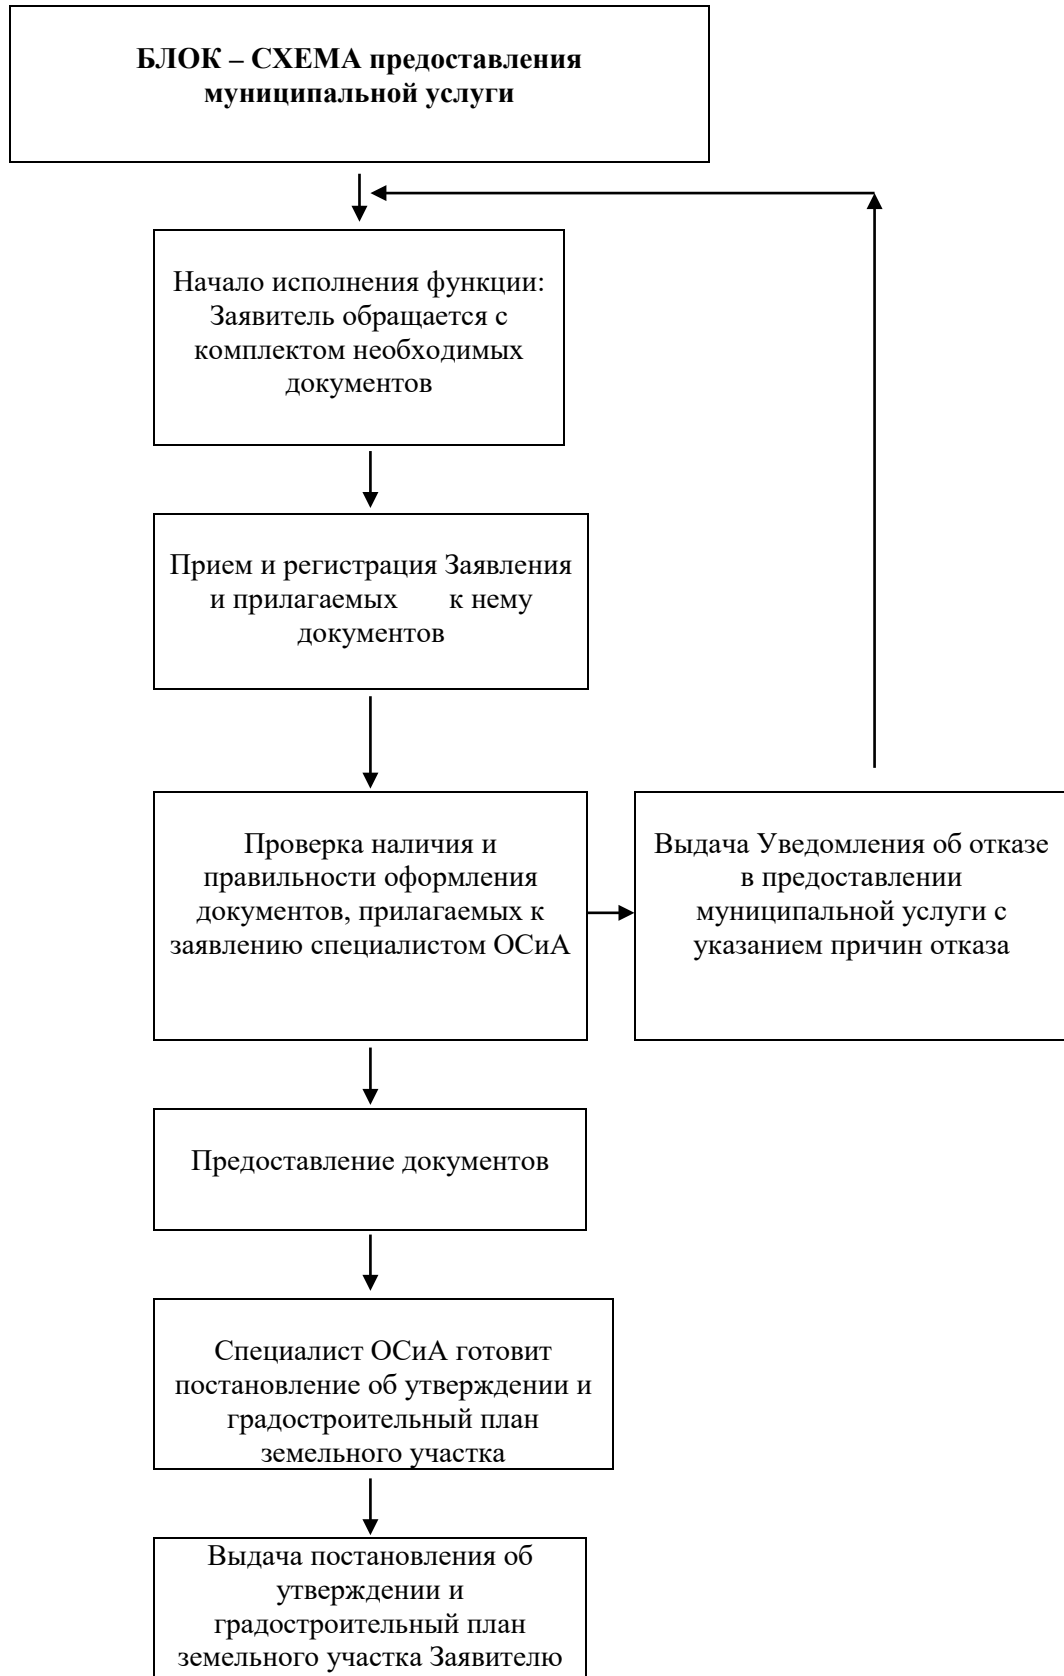 БЛОК – СХЕМА предоставления
муниципальной услуги
Начало исполнения функции:
Заявитель обращается с
комплектом необходимых
документов
Прием и регистрация Заявления
и прилагаемых к нему
документов
Проверка наличия и
правильности оформления
документов, прилагаемых к
заявлению специалистом ОСиА
Выдача Уведомления об отказе
в предоставлении
муниципальной услуги с
указанием причин отказа
Предоставление документов
Специалист ОСиА готовит
постановление об утверждении и
градостроительный план
земельного участка
Выдача постановления об
утверждении и
градостроительный план
земельного участка Заявителю